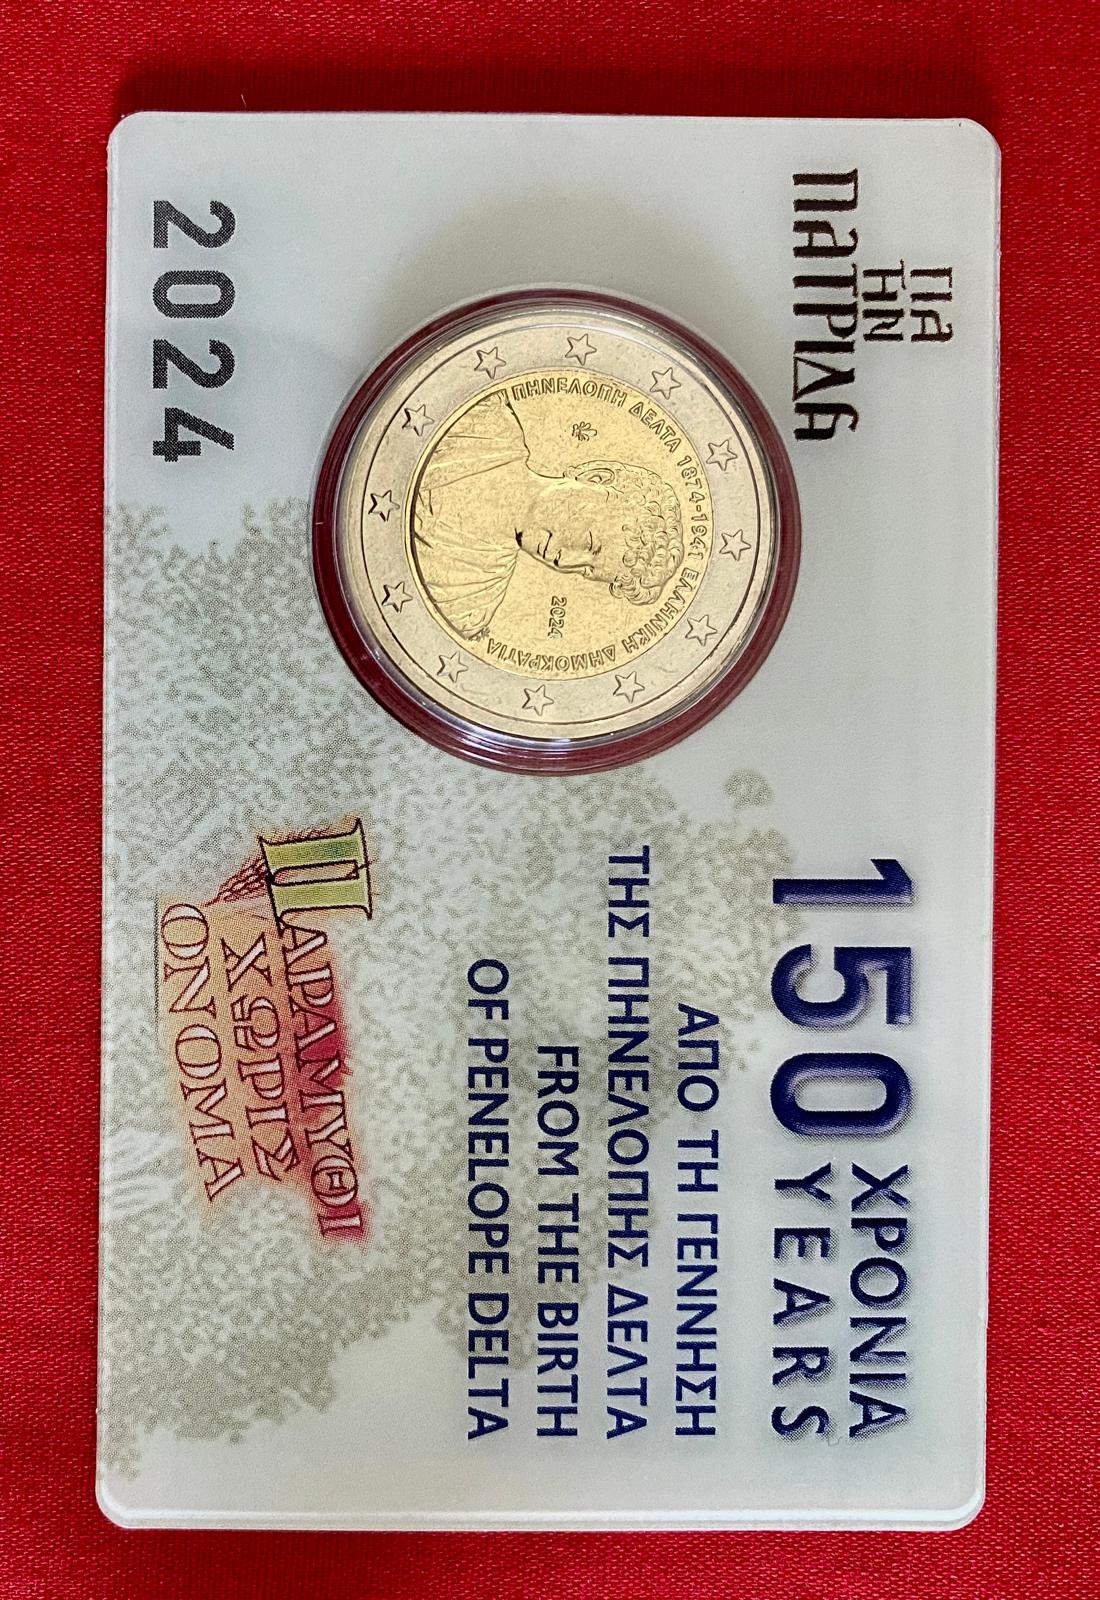 ΓΙΑ
ΤΗΝ
ΠΑΤΡΙΔΑ
150 ΧΡΟΝΙΑ
YEARS
ΑΠΟ ΤΗ ΓΕΝΝΗΣΗ
ΤΗΣ ΠΗΝΕΛΟΠΗΣ ΔΕΛΤΑ
FROM THE BIRTH
OF PENELOPE DELTA
ΠΗΝΕΛΟΠΗ ΔΕΛΤΑ 1874-1941 ΕΛΛΗΝΙΚΗ ΔΗΜΟΚΡΑΤΙΑ
2024
ΠΑΡΑΜΥΘΙ
ΧΩΡΙΣ
ΟΝΟΜΑ
2024